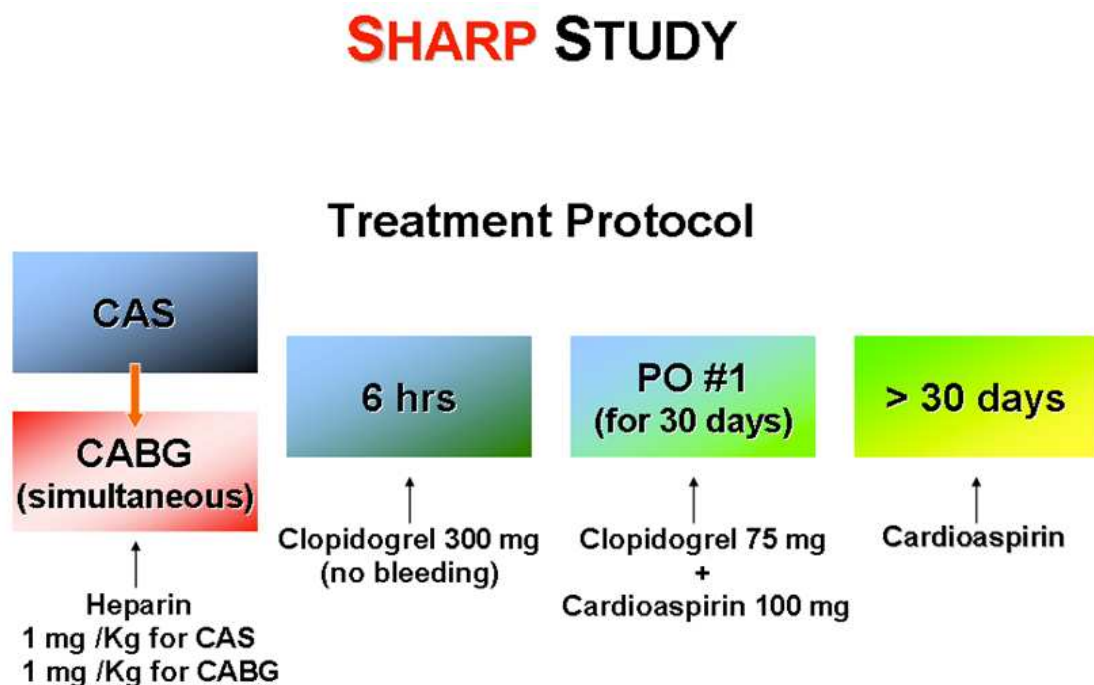 SHARP STUDY
Treatment Protocol
CAS
CABG
(simultaneous)
Heparin
1 mg /Kg for CAS
1 mg /Kg for CABG
6 hrs
Clopidogrel 300 mg
(no bleeding)
PO #1
(for 30 days)
Clopidogrel 75 mg
+
Cardioaspirin 100 mg
> 30 days
Cardioaspirin